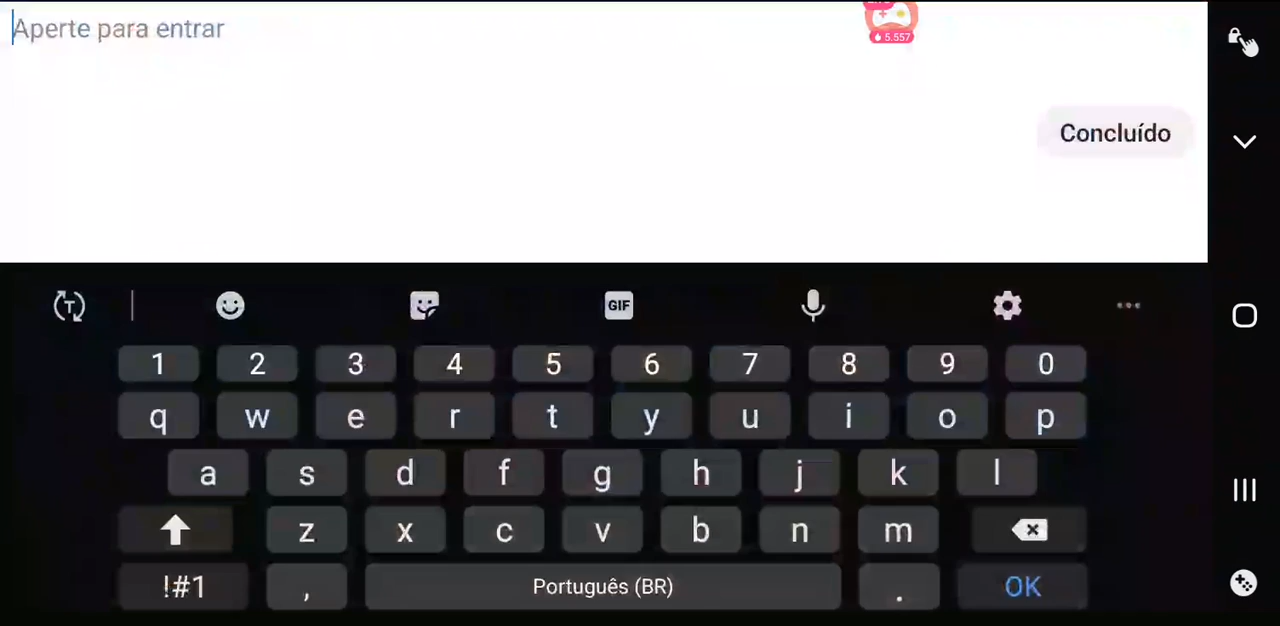 Aperte para entrar
5.557
Concluído
T
GIF
1 2 3 4 5 6 7 8 9 0
q w e r t y u i o p
a s d f g h j k l
z x c v b n m
!#1 , Português (BR) . OK